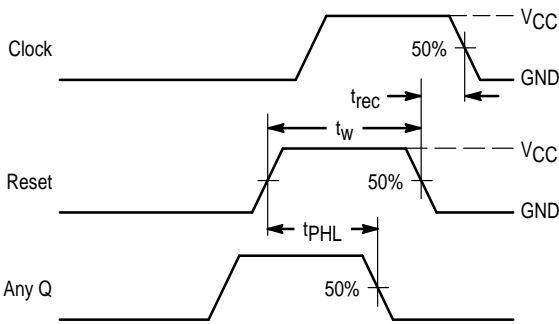 VCC
Clock
50%
GND
trec
tw
VCC
Reset
50%
GND
tPHL
Any Q
50%